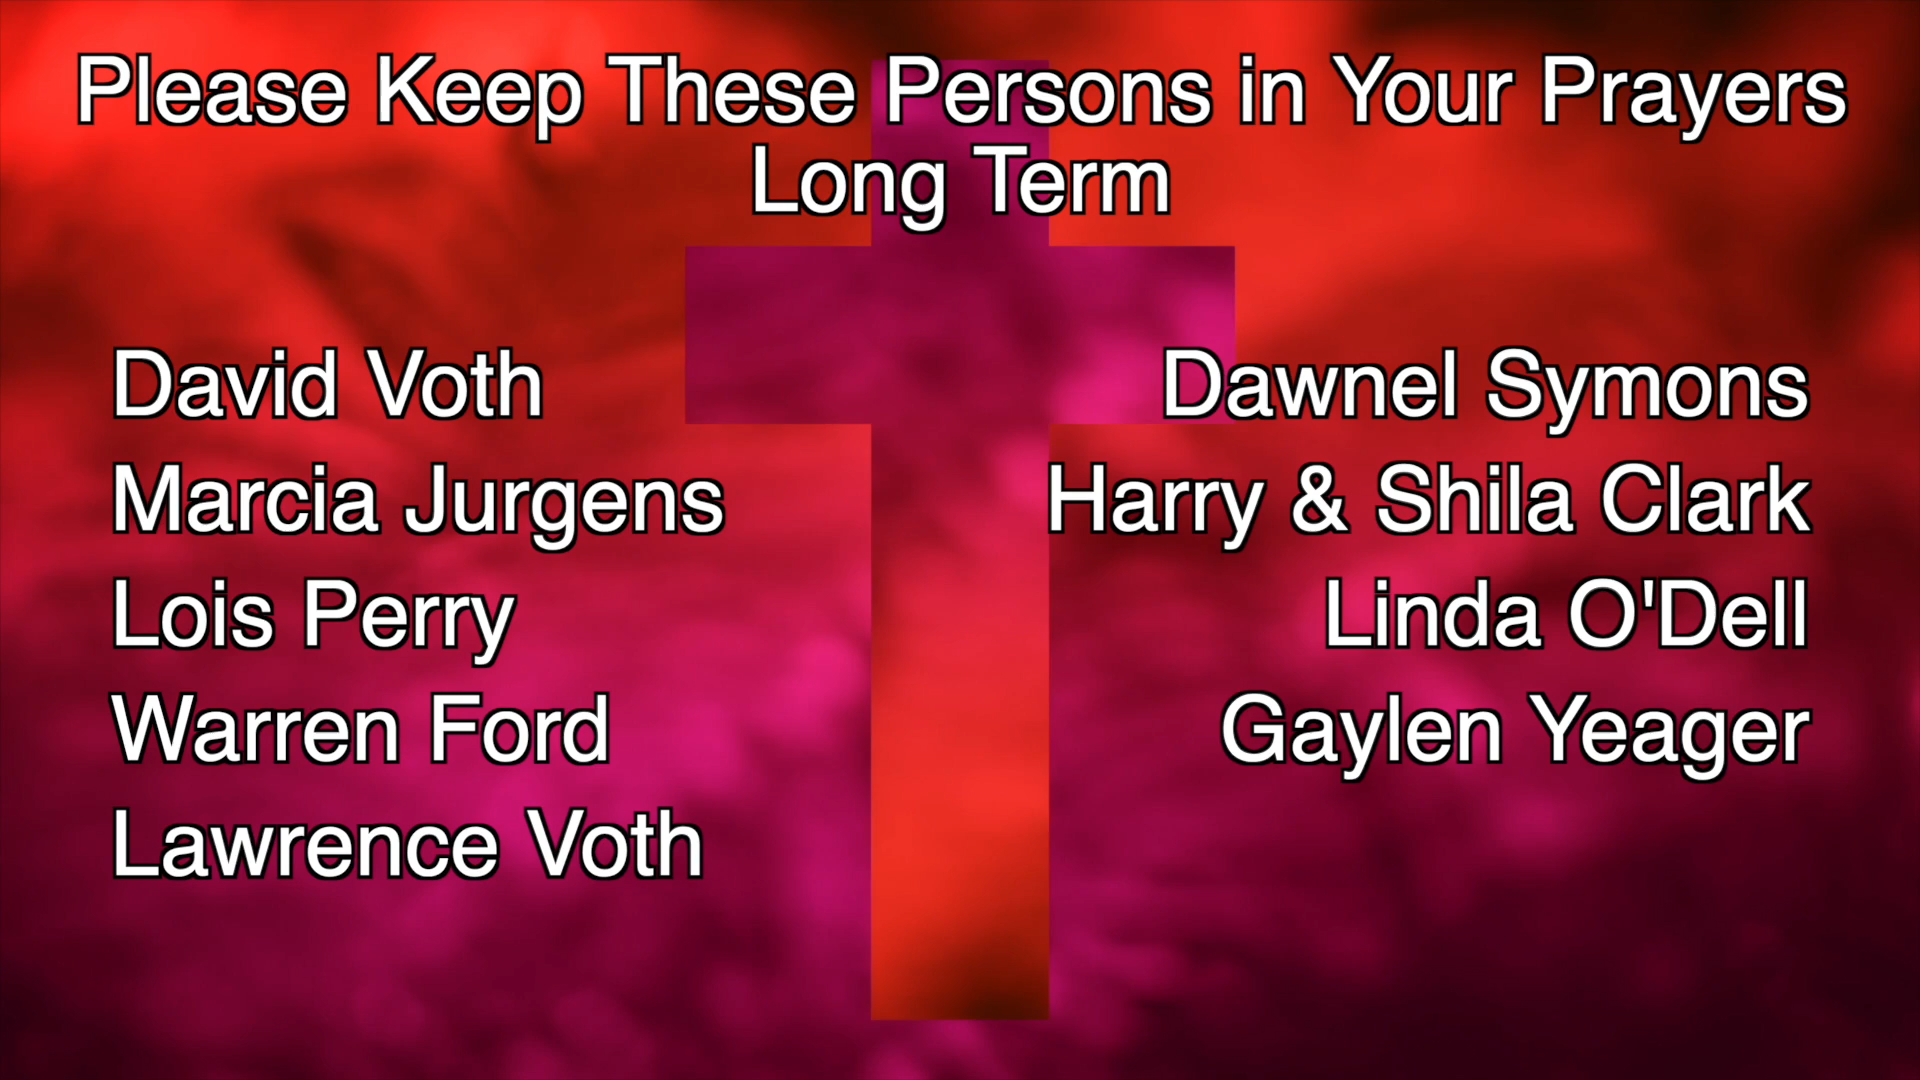 Please Keep These Persons in Your Prayers
Long Term
David Voth
Marcia Jurgens
Lois Perry
Warren Ford
Lawrence Voth
Dawnel Symons
Harry & Shila Clark
Linda O'Dell
Gaylen Yeager